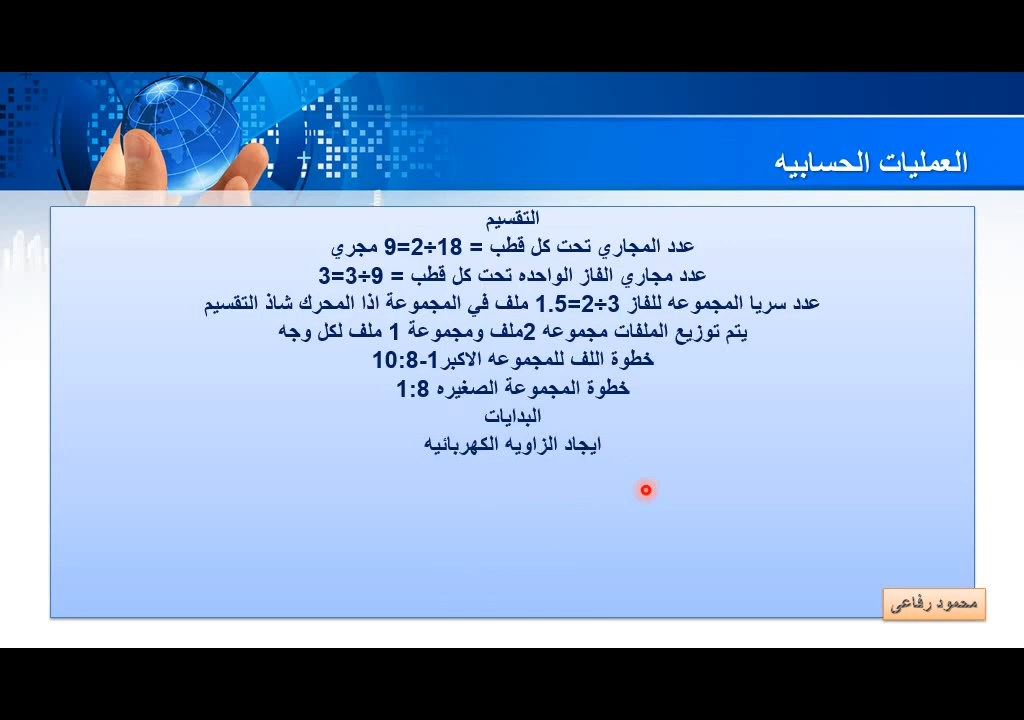 العمليات الحسابيه
التقسيم
عدد المجاري تحت كل قطب = 18÷2=9 مجري
عدد مجاري الفاز الواحده تحت كل قطب = 9÷3=3
عدد سريا المجموعه للفاز 3÷2=1.5 ملف في المجموعة اذا المحرك شاذ التقسيم
يتم توزيع الملفات مجموعه 2ملف ومجموعة 1 ملف لكل وجه
خطوة اللف للمجموعه الاكبر1-10:8
خطوة المجموعة الصغيره 1:8
البدايات
ايجاد الزاويه الكهربائيه
محمود رفاعى